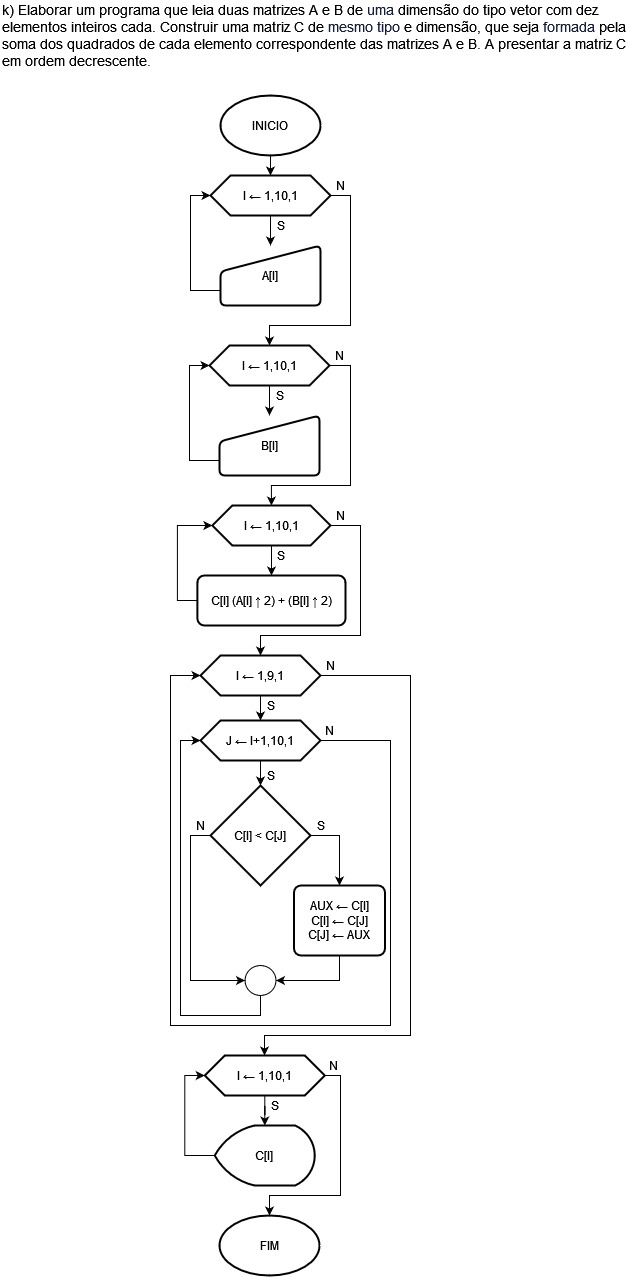 k) Elaborar um programa que leia duas matrizes A e B de uma dimensão do tipo vetor com dez
elementos inteiros cada. Construir uma matriz C de mesmo tipo e dimensão, que seja formada pela
soma dos quadrados de cada elemento correspondente das matrizes A e B. A presentar a matriz C
em ordem decrescente.
INICIO
I ← 1,10,1
N
S
A[I]
I ← 1,10,1
N
S
B[I]
I ← 1,10,1
N
S
C[I] (A[I] ↑ 2) + (B[I] ↑ 2)
I ← 1,9,1
N
S
J ← I+1,10,1
N
S
C[I] < C[J]
N
S
AUX ← C[I]
C[I] ← C[J]
C[J] ← AUX
I ← 1,10,1
N
S
C[I]
FIM